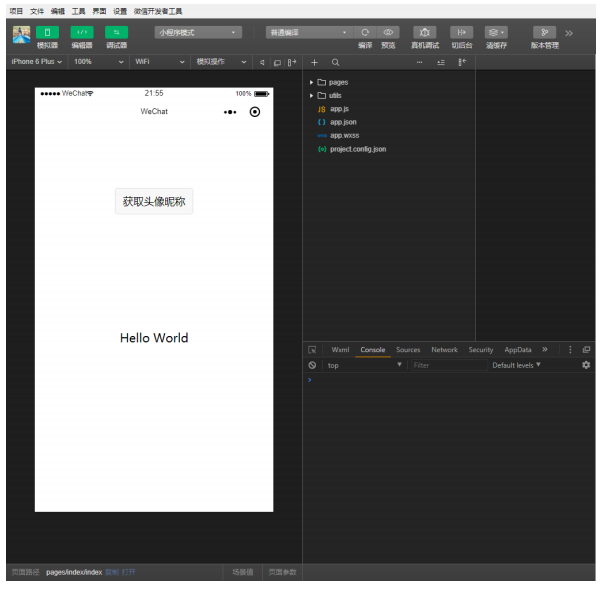 项目 文件 编辑 工具 界面 设置 微信开发者工具
小程序模式 普通编译
模拟器 编辑器 调试器 编译 预览 真机调试 切后台 清缓存 版本管理
iPhone 6 Plus 100% WiFi 模拟操作
WeChat 21:55 100%
WeChat
获取头像昵称
Hello World
pages
utils
JS app.js
{ } app.json
app.wxss
{o} project.config.json
Wxml Console Sources Network Security AppData »
top Filter Default levels
页面路径 pages/index/index 复制 打开 场景值 页面参数